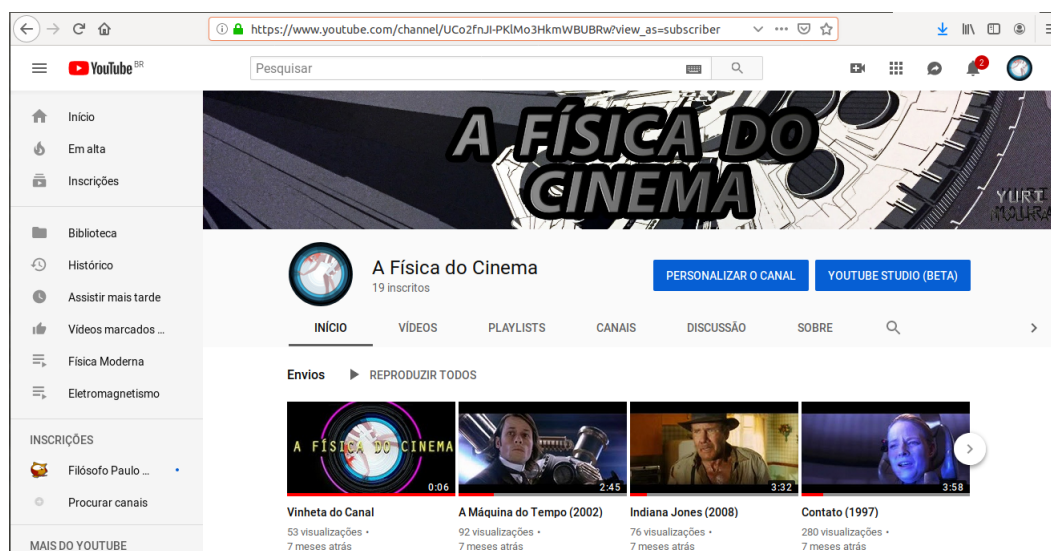 https://www.youtube.com/channel/UCo2fnJI-PKlMo3HkmWBUBRw?view_as=subscriber
YouTube BR
Pesquisar
2
Início
Em alta
Inscrições
Biblioteca
Histórico
Assistir mais tarde
Vídeos marcados ...
Física Moderna
Eletromagnetismo
INSCRIÇÕES
Filósofo Paulo ...
Procurar canais
MAIS DO YOUTUBE
A FÍSICA DO
CINEMA
YURI
MOURA
A Física do Cinema
19 inscritos
PERSONALIZAR O CANAL
YOUTUBE STUDIO (BETA)
INÍCIO VÍDEOS PLAYLISTS CANAIS DISCUSSÃO SOBRE
Envios REPRODUZIR TODOS
A FÍSICA DO CINEMA
0:06
2:45
3:32
3:58
Vinheta do Canal
53 visualizações •
7 meses atrás
A Máquina do Tempo (2002)
92 visualizações •
7 meses atrás
Indiana Jones (2008)
76 visualizações •
7 meses atrás
Contato (1997)
280 visualizações •
7 meses atrás